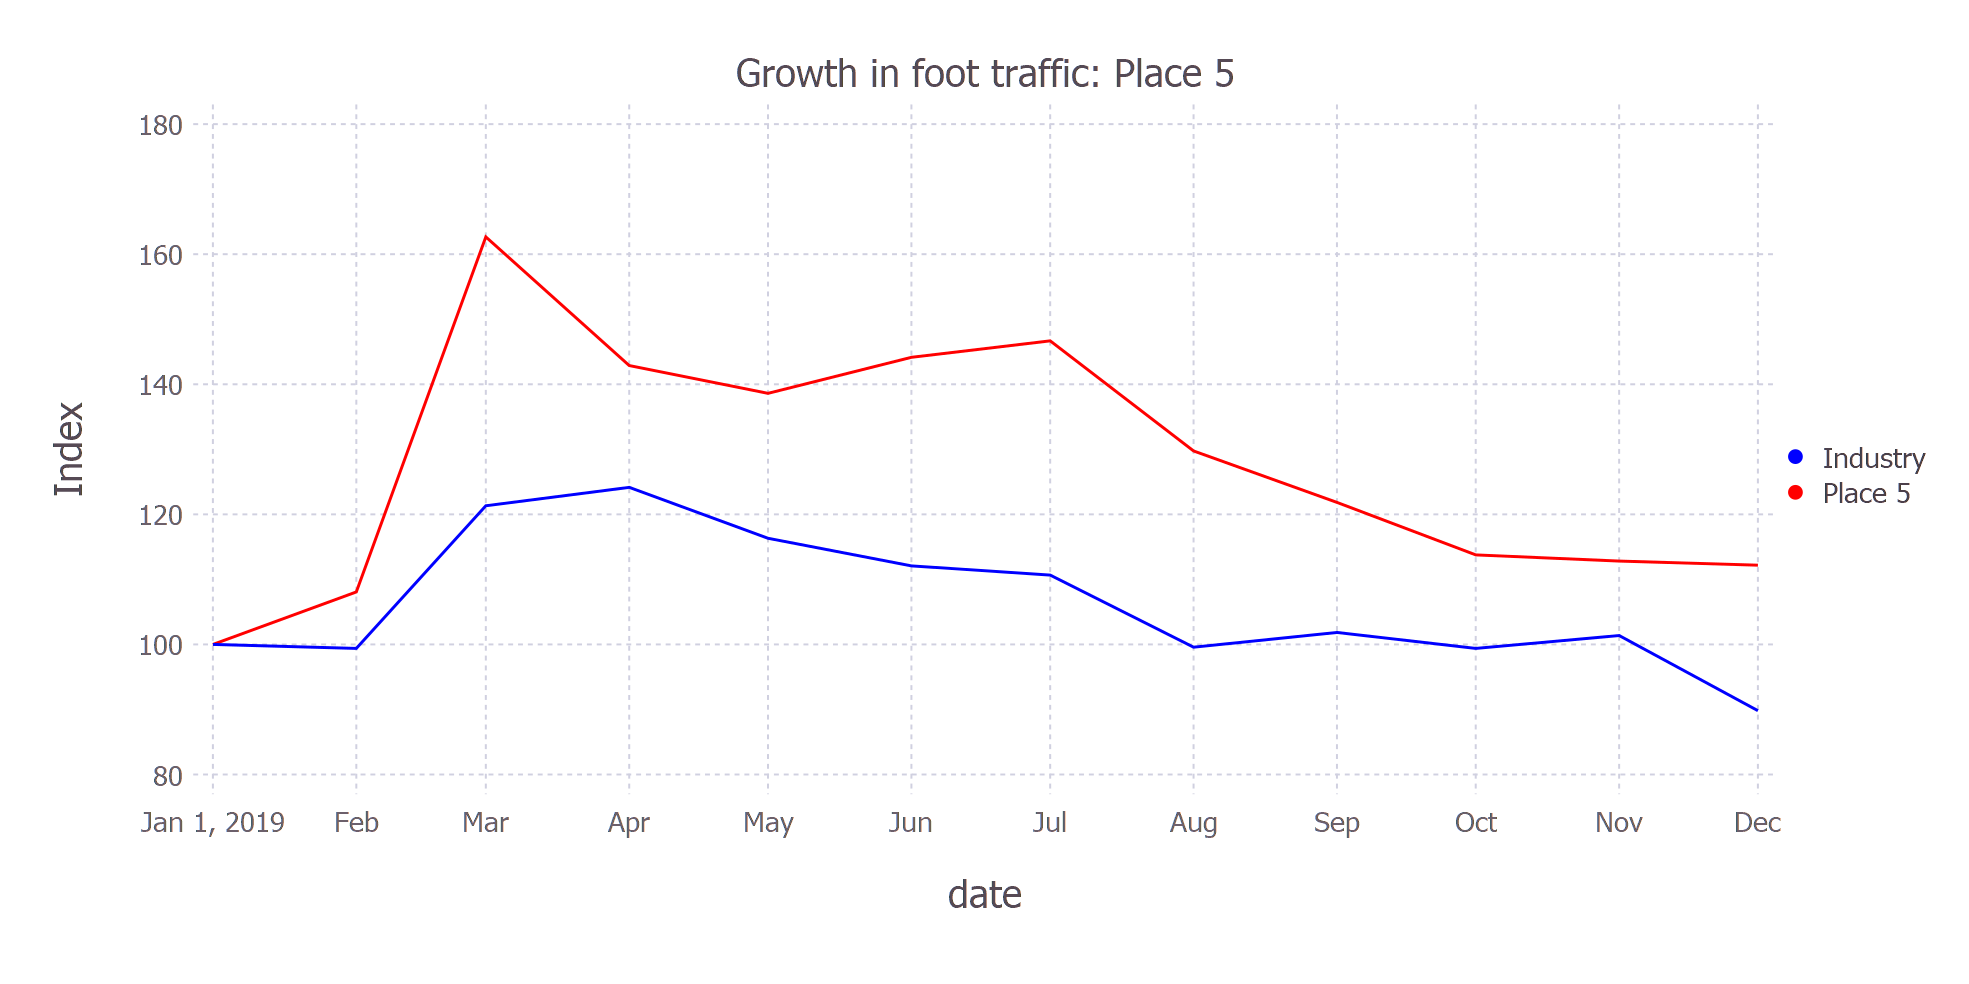 Growth in foot traffic: Place 5
180
160
140
120
100
80
Index
Jan 1, 2019 Feb Mar Apr May Jun Jul Aug Sep Oct Nov Dec
date
Industry
Place 5